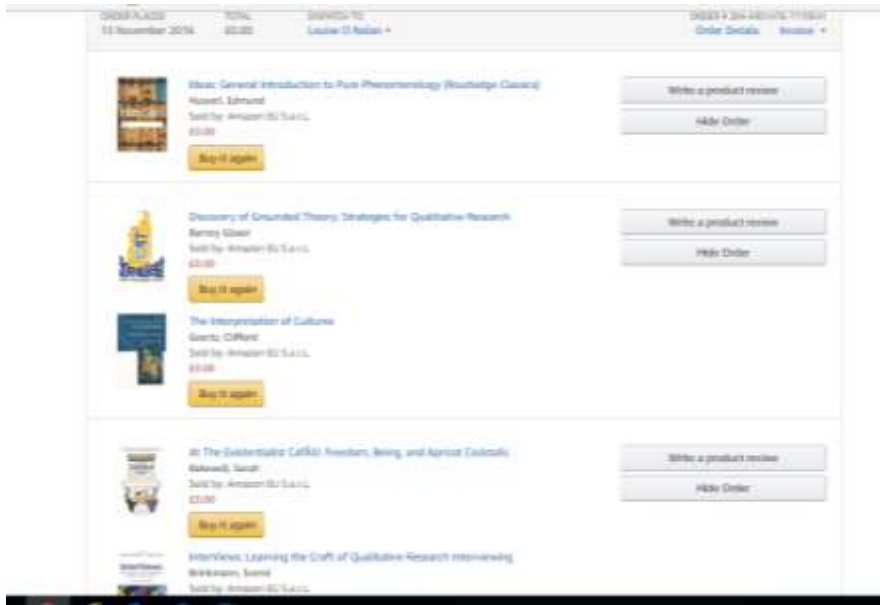 ORDER PLACED TOTAL DISPATCH TO ORDER #
13 November 2016 £0.00 Louise O Nolan Order Details Invoice
Ideas: General Introduction to Pure Phenomenology (Routledge Classics)
Husserl, Edmund
Sold by: Amazon EU S.a.r.L.
£0.00
Buy it again
Write a product review
Hide Order
Discovery of Grounded Theory: Strategies for Qualitative Research
Barney Glaser
Sold by: Amazon EU S.a.r.L.
£0.00
Buy it again
Write a product review
Hide Order
The Interpretation of Cultures
Geertz, Clifford
Sold by: Amazon EU S.a.r.L.
£0.00
Buy it again
At The Existentialist Café: Freedom, Being, and Apricot Cocktails
Bakewell, Sarah
Sold by: Amazon EU S.a.r.L.
£0.00
Buy it again
Write a product review
Hide Order
InterViews: Learning the Craft of Qualitative Research Interviewing
Brinkmann, Svend
Sold by: Amazon EU S.a.r.L.